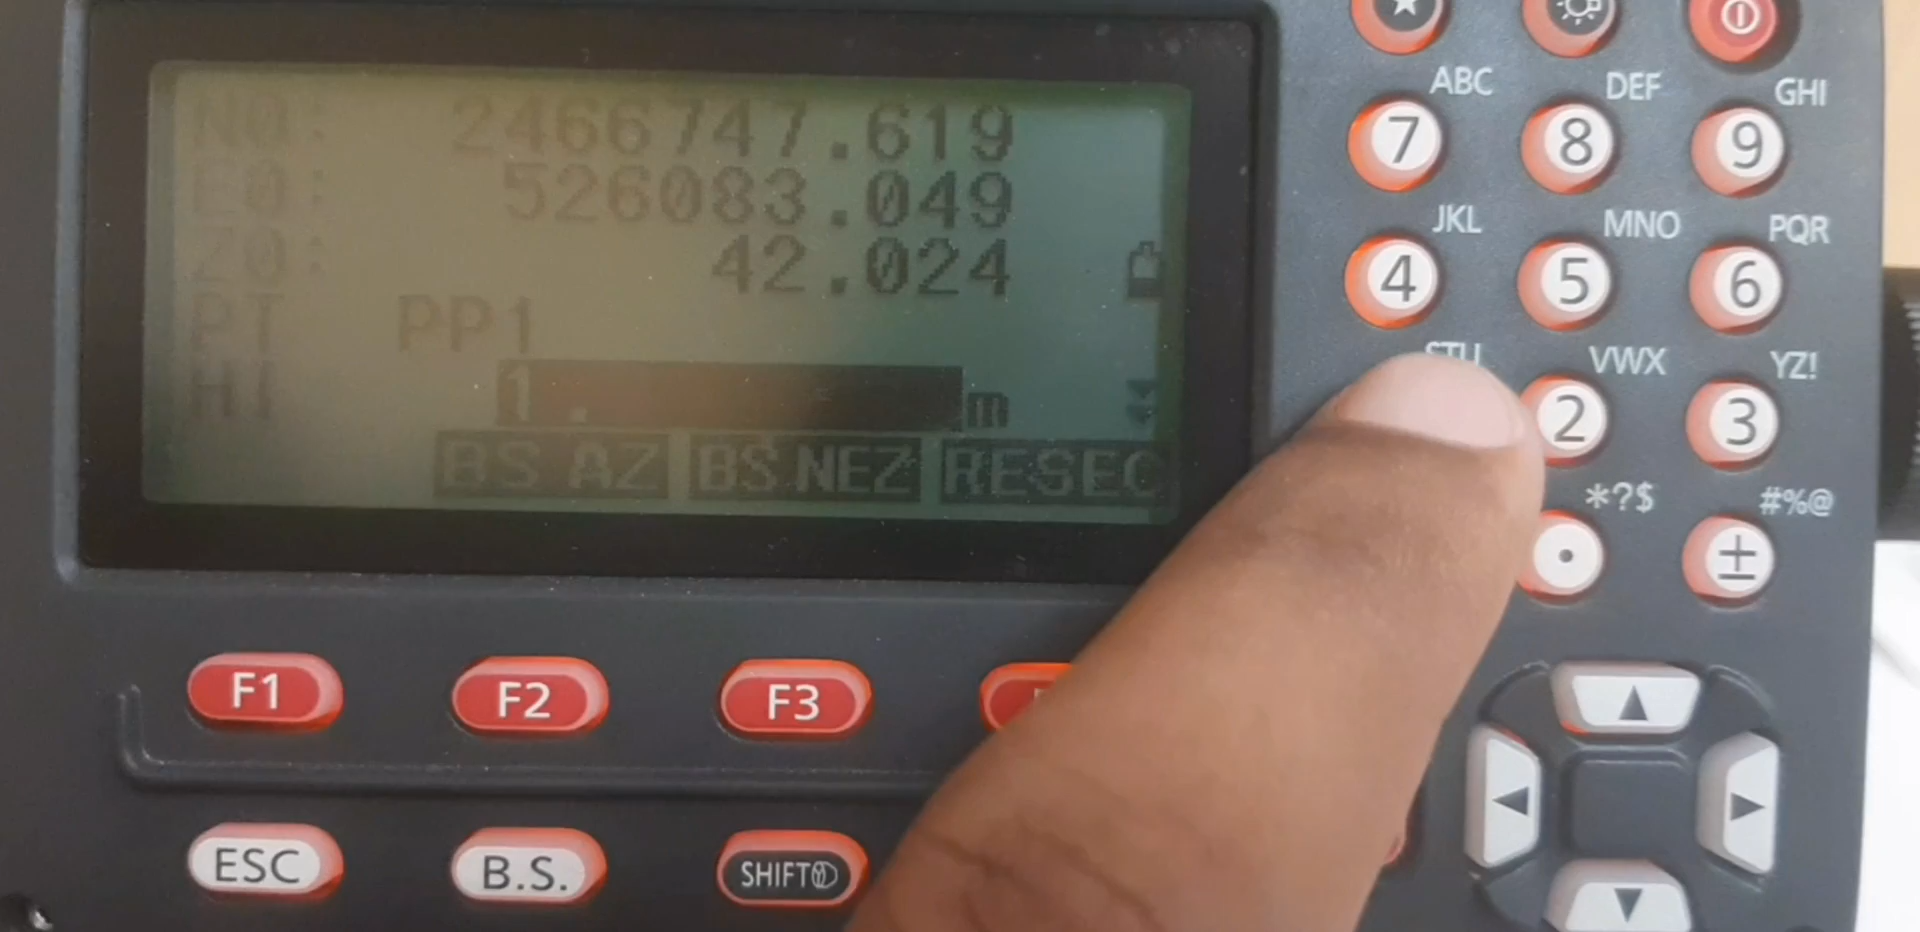 N0: 2466747.619
E0: 526083.049
Z0: 42.024
PT PP1
HI 1. m
BS AZ BS NEZ RESEC
ABC DEF GHI
7 8 9
JKL MNO PQR
4 5 6
STU VWX YZ!
2 3
*?$ #%@
. ±
F1 F2 F3
ESC B.S. SHIFT